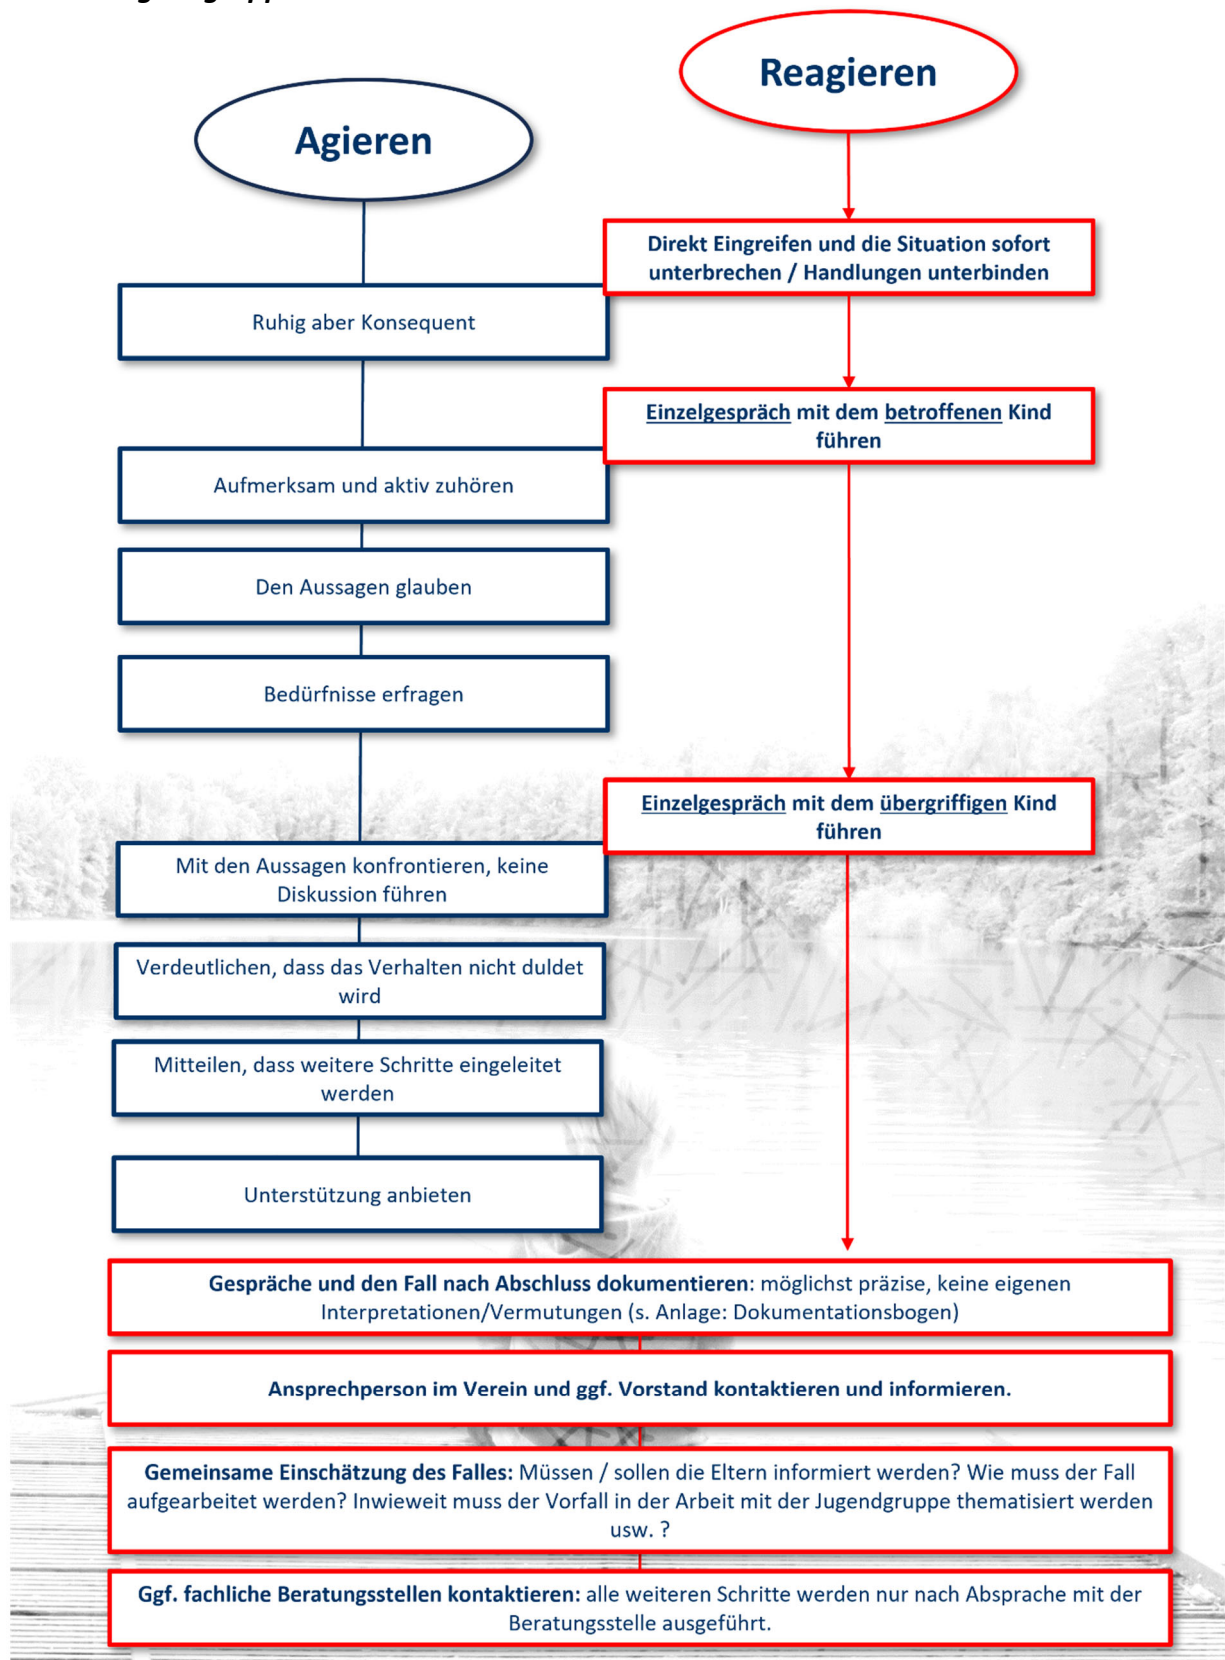 Reagieren
Agieren
Direkt Eingreifen und die Situation sofort
unterbrechen / Handlungen unterbinden
Ruhig aber Konsequent
Einzelgespräch mit dem betroffenen Kind
führen
Aufmerksam und aktiv zuhören
Den Aussagen glauben
Bedürfnisse erfragen
Einzelgespräch mit dem übergriffigen Kind
führen
Mit den Aussagen konfrontieren, keine
Diskussion führen
Verdeutlichen, dass das Verhalten nicht duldet
wird
Mitteilen, dass weitere Schritte eingeleitet
werden
Unterstützung anbieten
Gespräche und den Fall nach Abschluss dokumentieren: möglichst präzise, keine eigenen
Interpretationen/Vermutungen (s. Anlage: Dokumentationsbogen)
Ansprechperson im Verein und ggf. Vorstand kontaktieren und informieren.
Gemeinsame Einschätzung des Falles: Müssen / sollen die Eltern informiert werden? Wie muss der Fall
aufgearbeitet werden? Inwieweit muss der Vorfall in der Arbeit mit der Jugendgruppe thematisiert werden
usw. ?
Ggf. fachliche Beratungsstellen kontaktieren: alle weiteren Schritte werden nur nach Absprache mit der
Beratungsstelle ausgeführt.